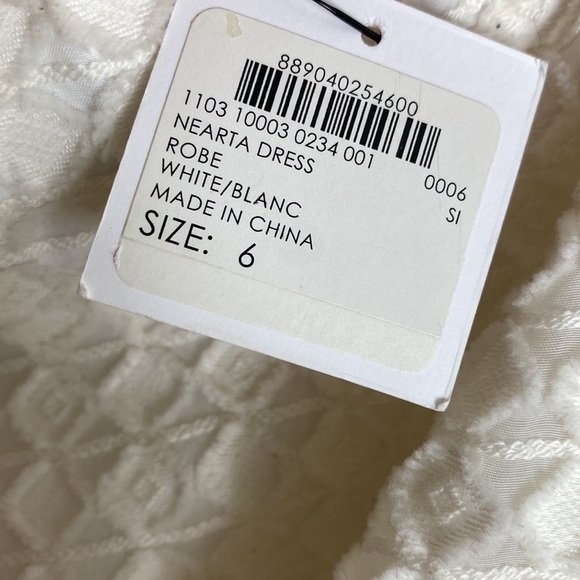 889040254600
1103 10003 0234 001 0006
NEARTA DRESS SI
ROBE
WHITE/BLANC
MADE IN CHINA
SIZE: 6